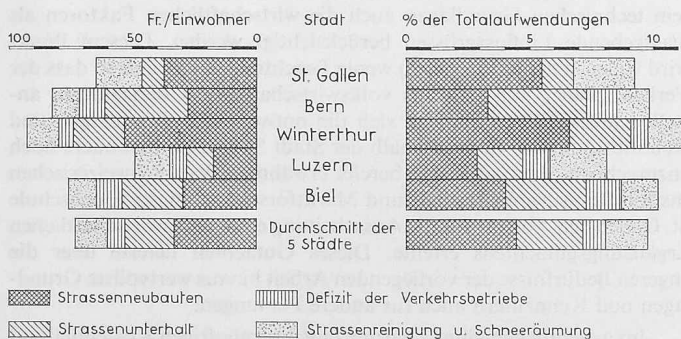 Fr./Einwohner Stadt % der Totalaufwendungen
100 50 0 0 5 10
St. Gallen
Bern
Winterthur
Luzern
Biel
Durchschnitt der
5 Städte
Strassenneubauten Defizit der Verkehrsbetriebe
Strassenunterhalt Strassenreinigung u. Schneeräumung